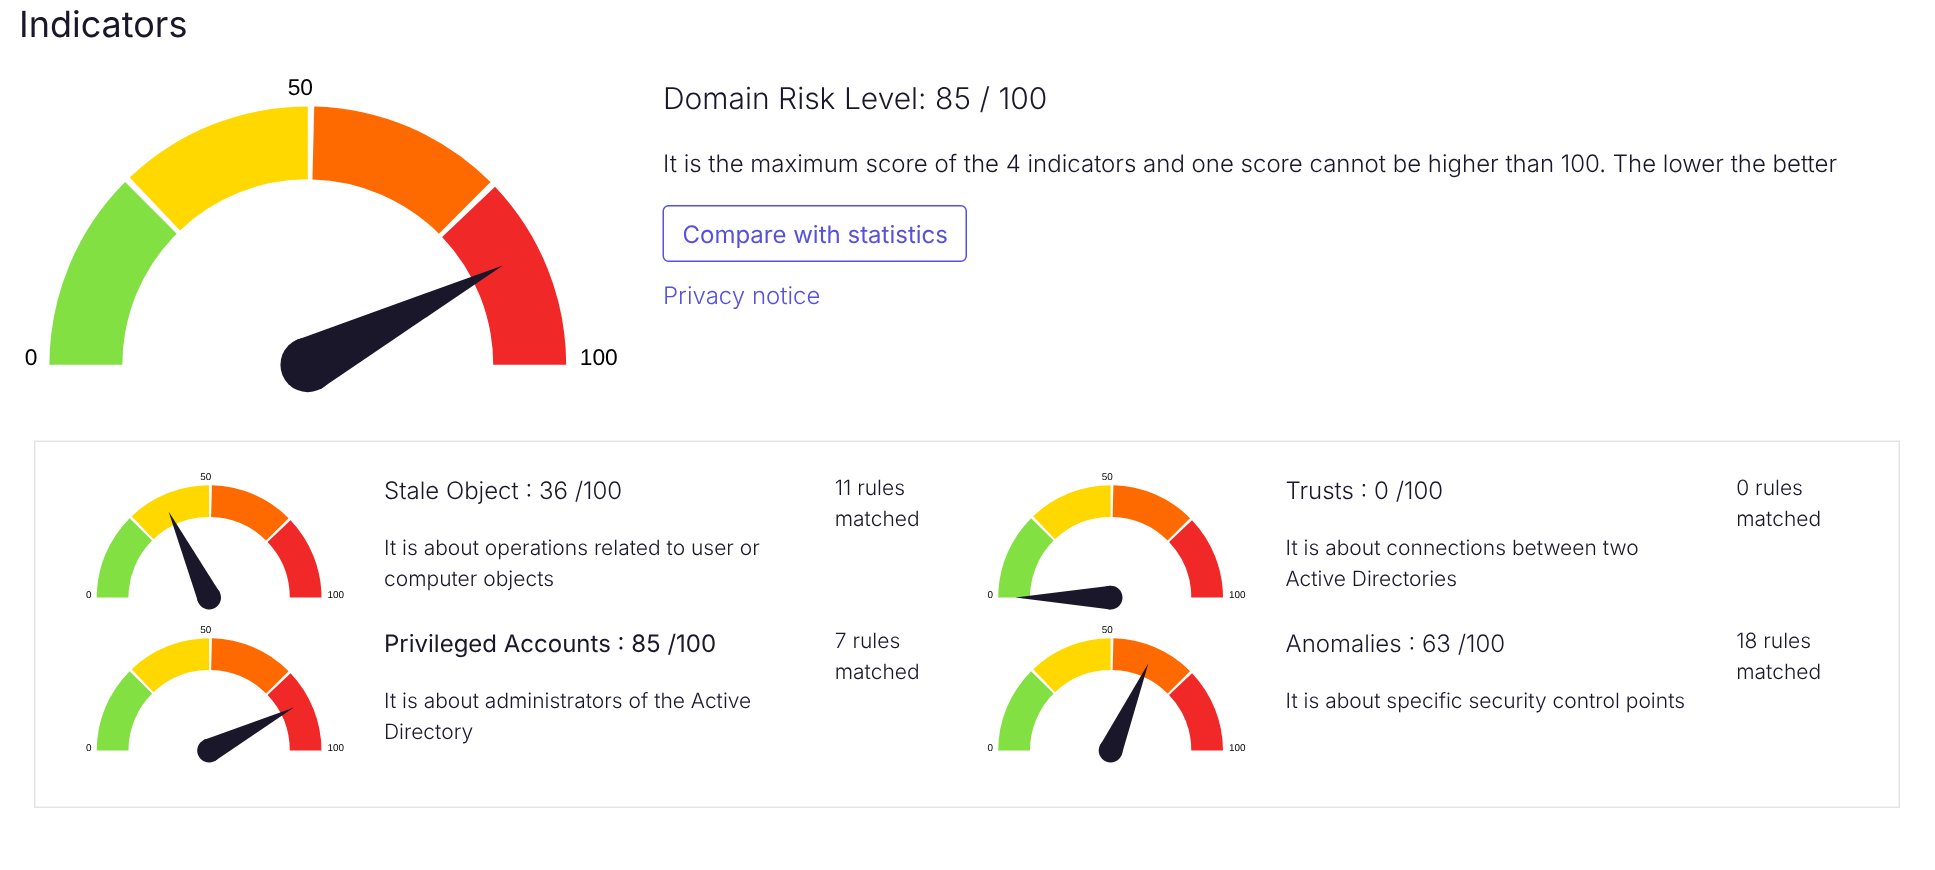 Indicators
50
0
100
Domain Risk Level: 85 / 100
It is the maximum score of the 4 indicators and one score cannot be higher than 100. The lower the better
Compare with statistics
Privacy notice
50
0
100
Stale Object : 36 /100
It is about operations related to user or
computer objects
11 rules
matched
50
0
100
Trusts : 0 /100
It is about connections between two
Active Directories
0 rules
matched
50
0
100
Privileged Accounts : 85 /100
It is about administrators of the Active
Directory
7 rules
matched
50
0
100
Anomalies : 63 /100
It is about specific security control points
18 rules
matched